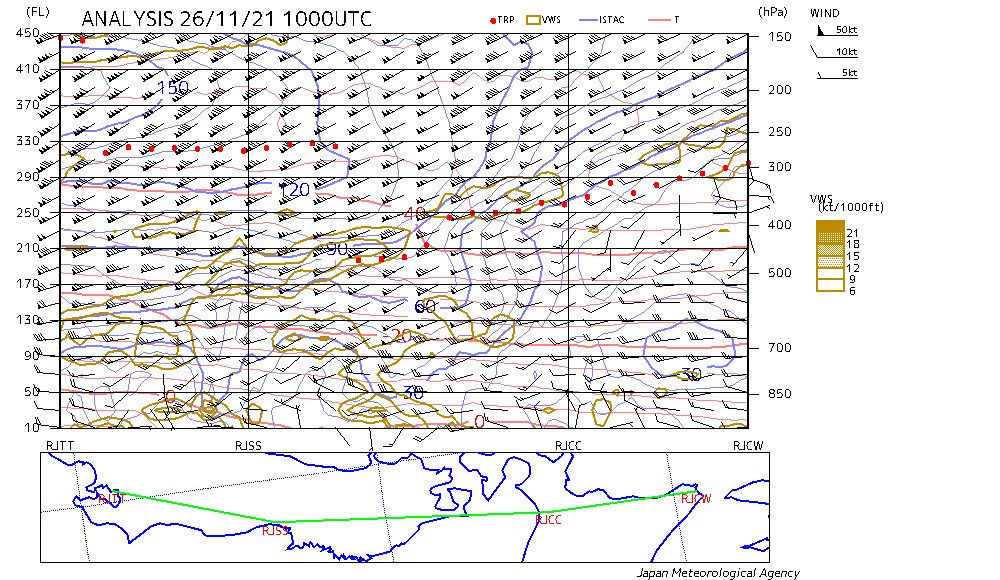 (FL) ANALYSIS 26/11/21 1000UTC TRP VWS ISTAC T (hPa) WIND
450 150 50kt
410 10kt
5kt
150 200
370
330 250
290 300
120
250 -40 400 VWS
(kt/1000ft)
210 90 21
18
500 15
170 12
60 9
130 6
-20
90 700
30 30
50 850
0 0
10
RJTT RJSS RJCC RJCW
RJTT RJCW
RJSS RJCC
Japan Meteorological Agency